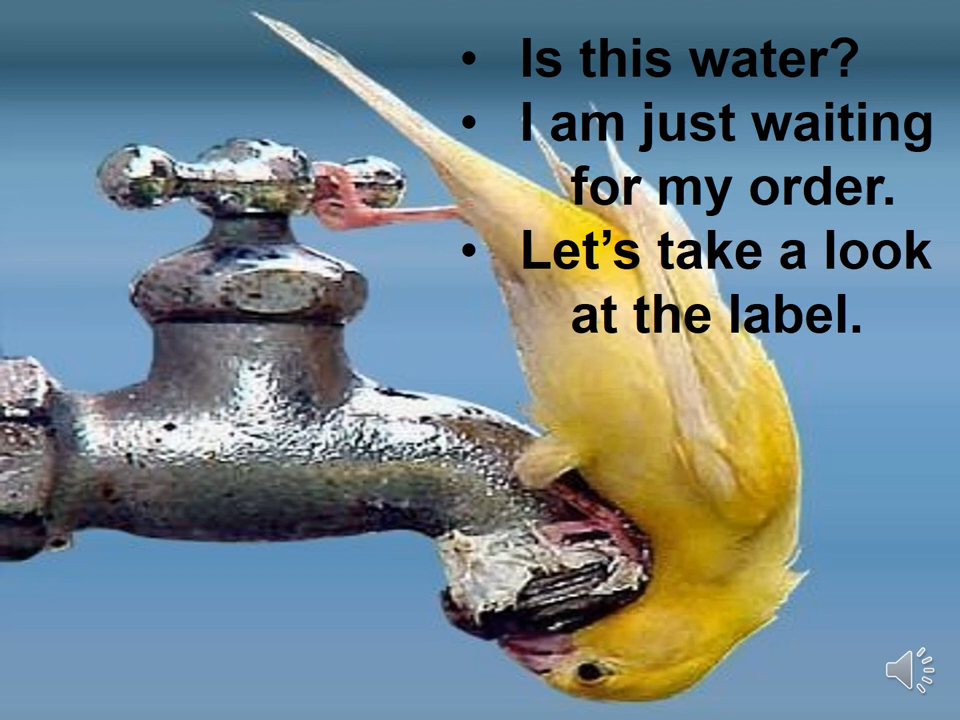 • Is this water?
• I am just waiting
for my order.
• Let’s take a look
at the label.